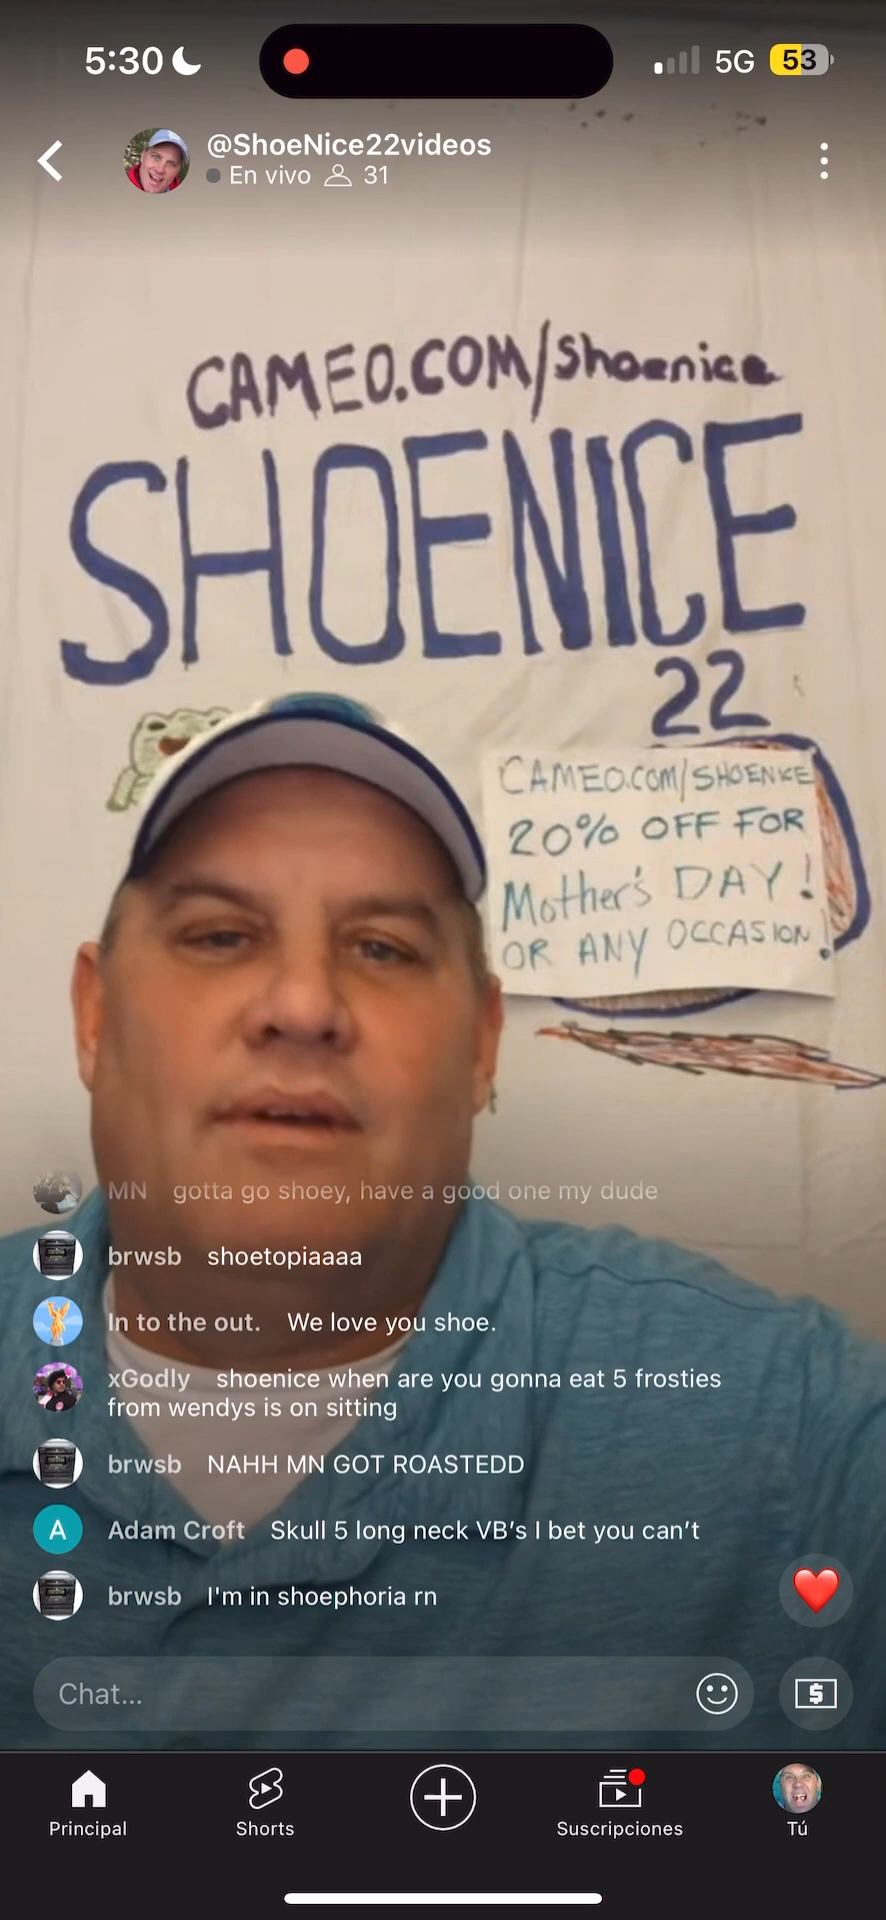 5:30
5G
53
@ShoeNice22videos
En vivo 31
CAMEO.COM/shoenice
SHOENICE
22
CAMEO.COM/SHOENICE
20% OFF FOR
Mother's DAY!
OR ANY OCCASION!
MN gotta go shoey, have a good one my dude
brwsb shoetopiaaaa
In to the out. We love you shoe.
xGodly shoenice when are you gonna eat 5 frosties
from wendys is on sitting
brwsb NAHH MN GOT ROASTEDD
A Adam Croft Skull 5 long neck VB's I bet you can't
brwsb I'm in shoephoria rn
Chat...
Principal
Shorts
Suscripciones
Tú